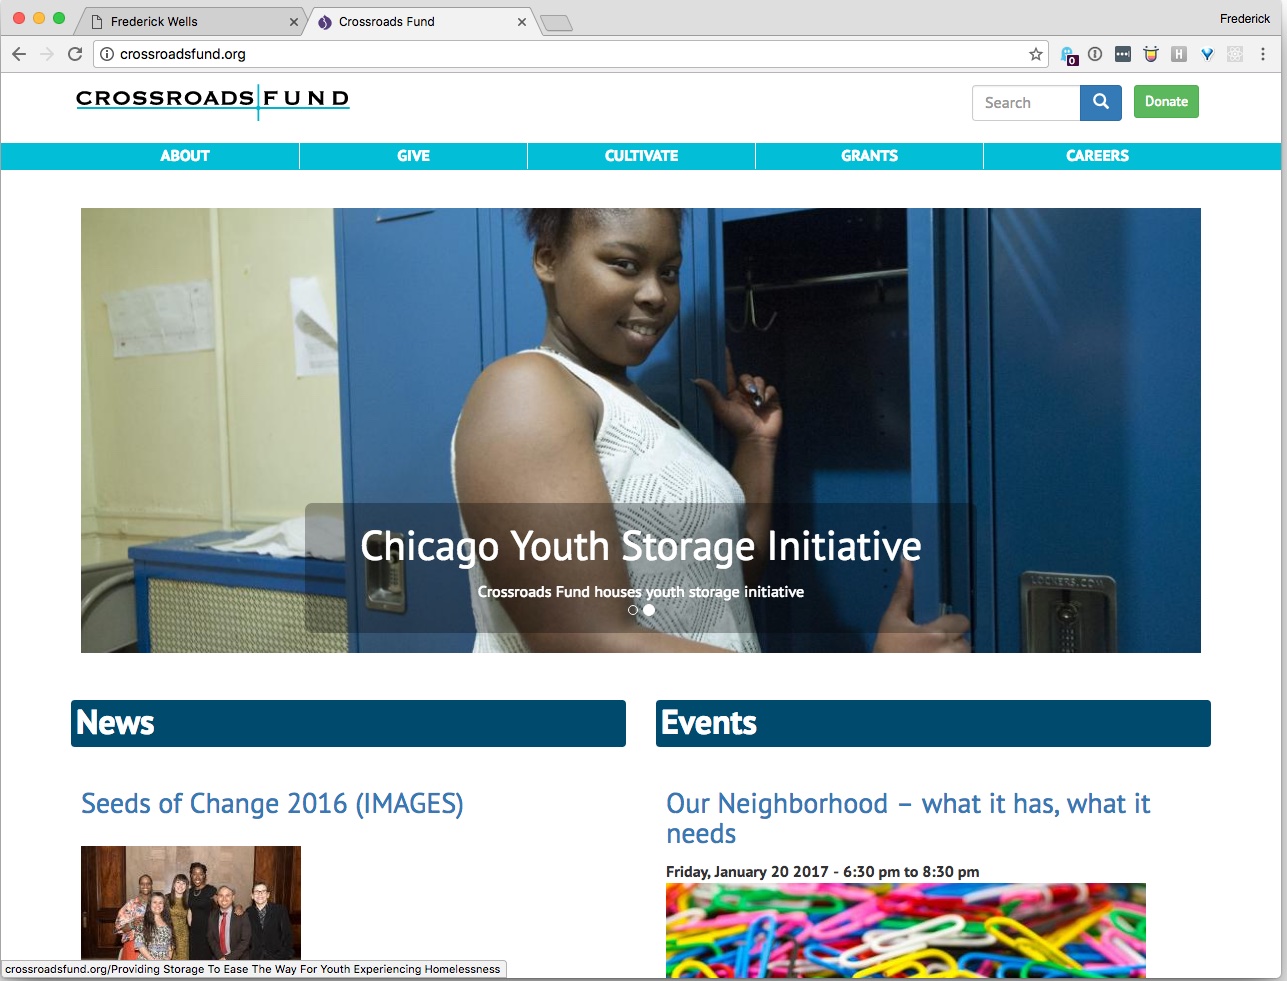 Frederick Wells
Crossroads Fund
Frederick
crossroadsfund.org
0
H
CROSSROADS FUND
Search
Donate
ABOUT
GIVE
CULTIVATE
GRANTS
CAREERS
LOCKERS.COM
Chicago Youth Storage Initiative
Crossroads Fund houses youth storage initiative
News
Events
Seeds of Change 2016 (IMAGES)
Our Neighborhood – what it has, what it
needs
Friday, January 20 2017 - 6:30 pm to 8:30 pm
crossroadsfund.org/Providing Storage To Ease The Way For Youth Experiencing Homelessness